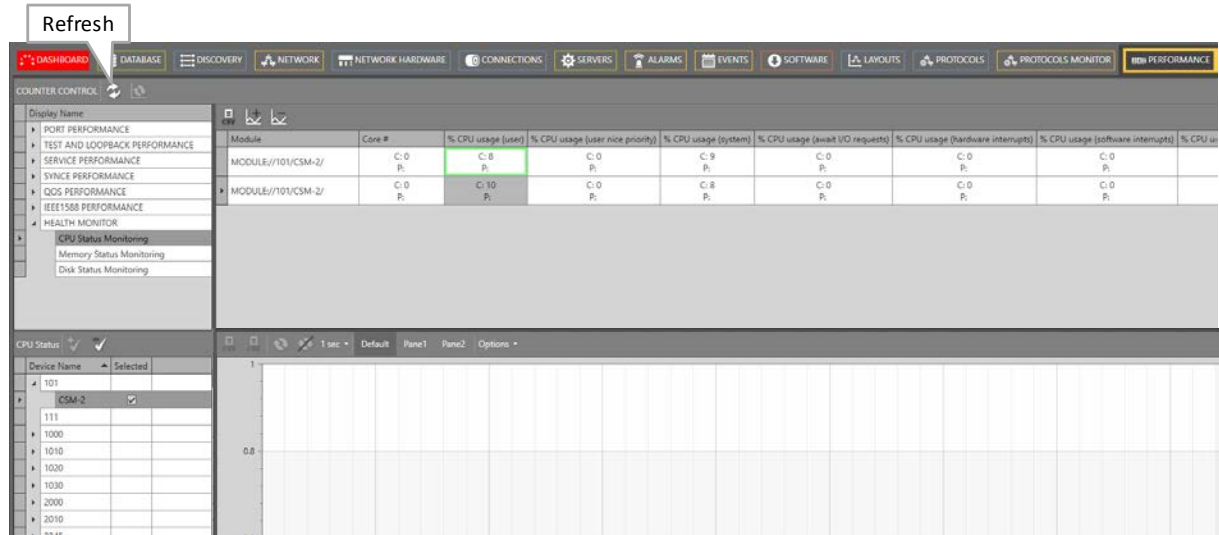 Refresh
DASHBOARD DATABASE DISCOVERY NETWORK NETWORK HARDWARE CONNECTIONS SERVERS ALARMS EVENTS SOFTWARE LAYOUTS PROTOCOLS PROTOCOLS MONITOR PERFORMANCE
COUNTER CONTROL
Display Name
PORT PERFORMANCE
TEST AND LOOPBACK PERFORMANCE
SERVICE PERFORMANCE
SYNCE PERFORMANCE
QOS PERFORMANCE
IEEE1588 PERFORMANCE
HEALTH MONITOR
CPU Status Monitoring
Memory Status Monitoring
Disk Status Monitoring
CSV
Module Core # % CPU usage (user) % CPU usage (user nice priority) % CPU usage (system) % CPU usage (await I/O requests) % CPU usage (hardware interrupts) % CPU usage (software interrupts) % CPU
MODULE://101/CSM-2/ C: 0 C: 8 C: 0 C: 9 C: 0 C: 0 C: 0
P: P: P: P: P: P: P:
MODULE://101/CSM-2/ C: 0 C: 10 C: 0 C: 8 C: 0 C: 0 C: 0
P: P: P: P: P: P: P:
CPU Status
CSV CSV 1 sec Default Pane1 Pane2 Options
Device Name Selected
101
CSM-2
111
1000
1010
1020
1030
2000
2010
1
0.8